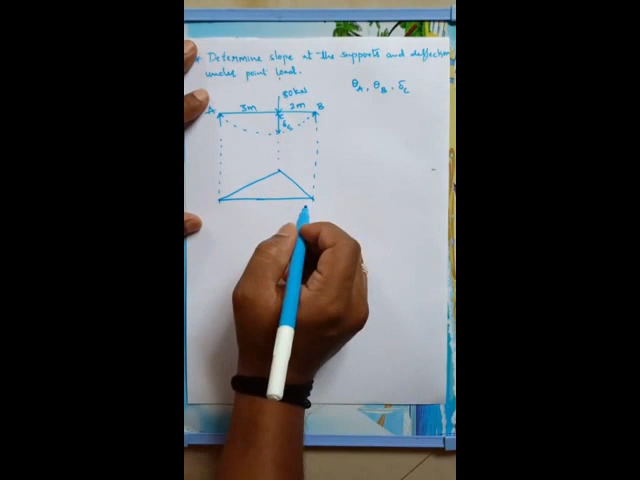 * Determine slope at the supports and deflection
under point load.
θA, θB, δC
80kN
A 3m C 2m B
δC